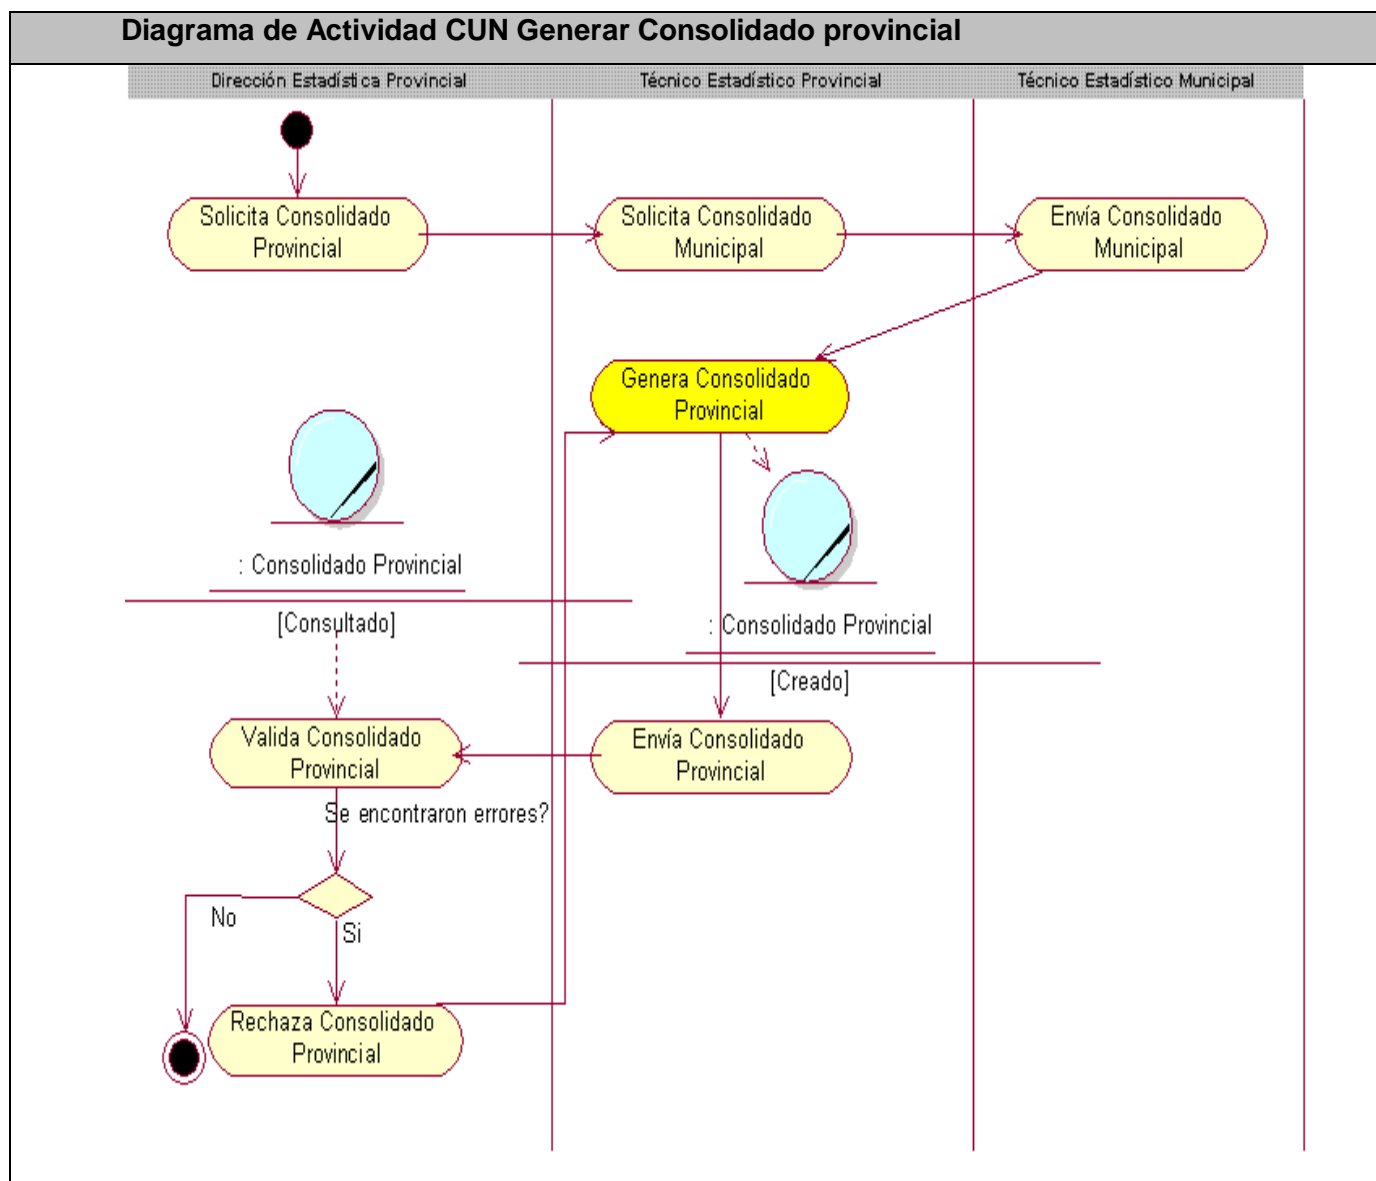 Diagrama de Actividad CUN Generar Consolidado provincial
Dirección Estadística Provincial
Técnico Estadístico Provincial
Técnico Estadístico Municipal
Solicita Consolidado
Provincial
Solicita Consolidado
Municipal
Envía Consolidado
Municipal
Genera Consolidado
Provincial
: Consolidado Provincial
[Consultado]
: Consolidado Provincial
[Creado]
Valida Consolidado
Provincial
Envía Consolidado
Provincial
Se encontraron errores?
No
Si
Rechaza Consolidado
Provincial